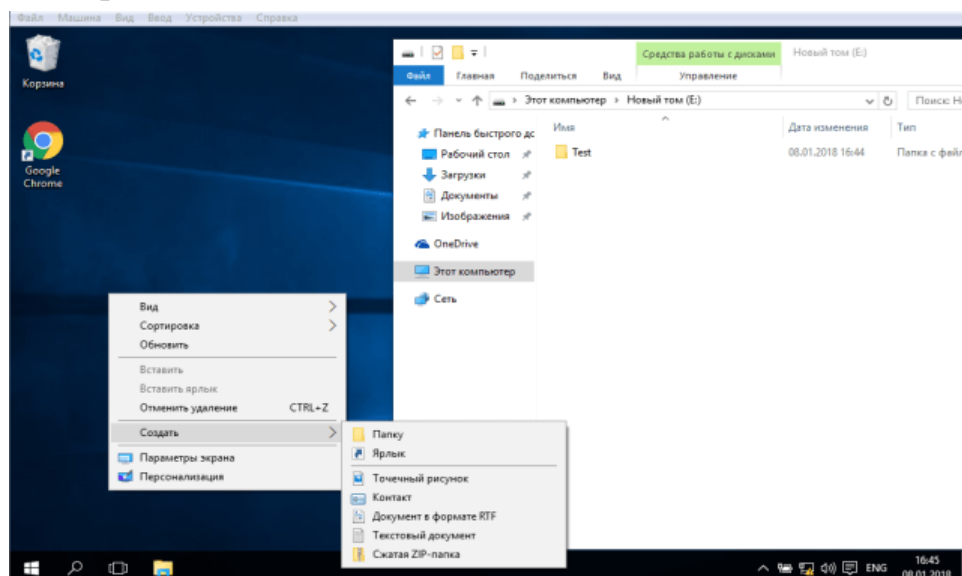 Файл Машина Вид Ввод Устройства Справка
Корзина
Google
Chrome
Средства работы с дисками Новый том (E:)
Файл Главная Поделиться Вид Управление
Этот компьютер Новый том (E:)
Поиск:
Панель быстрого
Рабочий стол
Загрузки
Документы
Изображения
OneDrive
Этот компьютер
Сеть
Имя Дата изменения Тип
Test 08.01.2018 16:44 Папка с
Вид
Сортировка
Обновить
Вставить
Вставить ярлык
Отменить удаление CTRL+Z
Создать
Параметры экрана
Персонализация
Папку
Ярлык
Точечный рисунок
Контакт
Документ в формате RTF
Текстовый документ
Сжатая ZIP-папка
ENG
16:45
08.01.2018